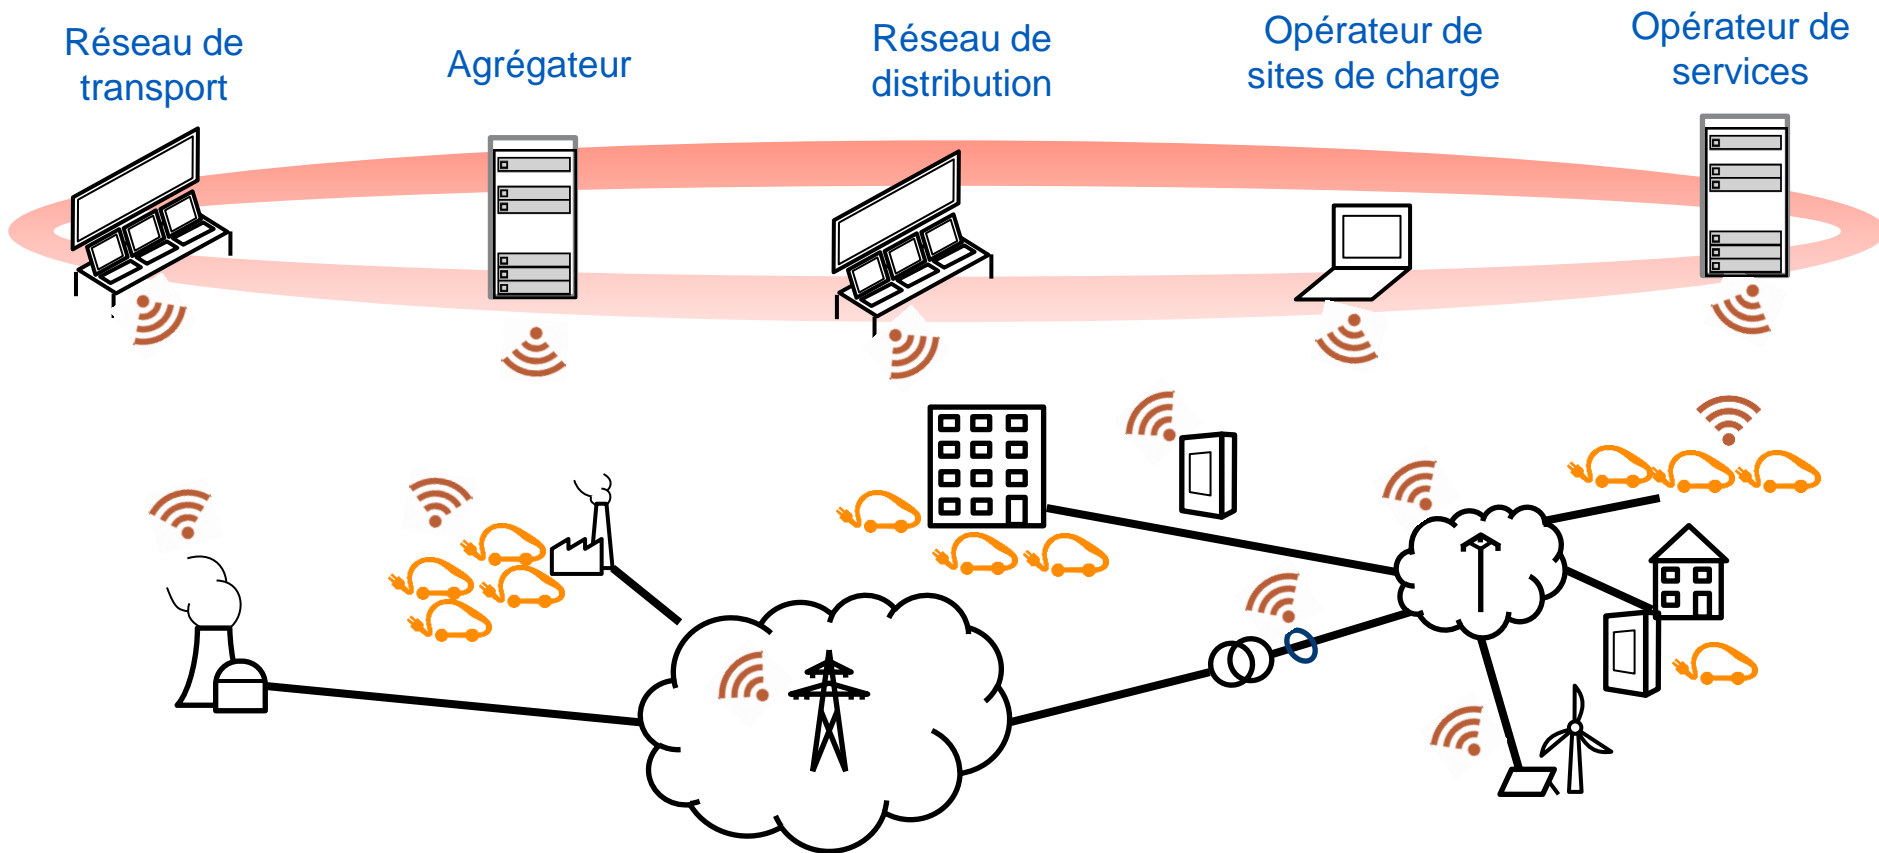 Réseau de
transport
Agrégateur
Réseau de
distribution
Opérateur de
sites de charge
Opérateur de
services